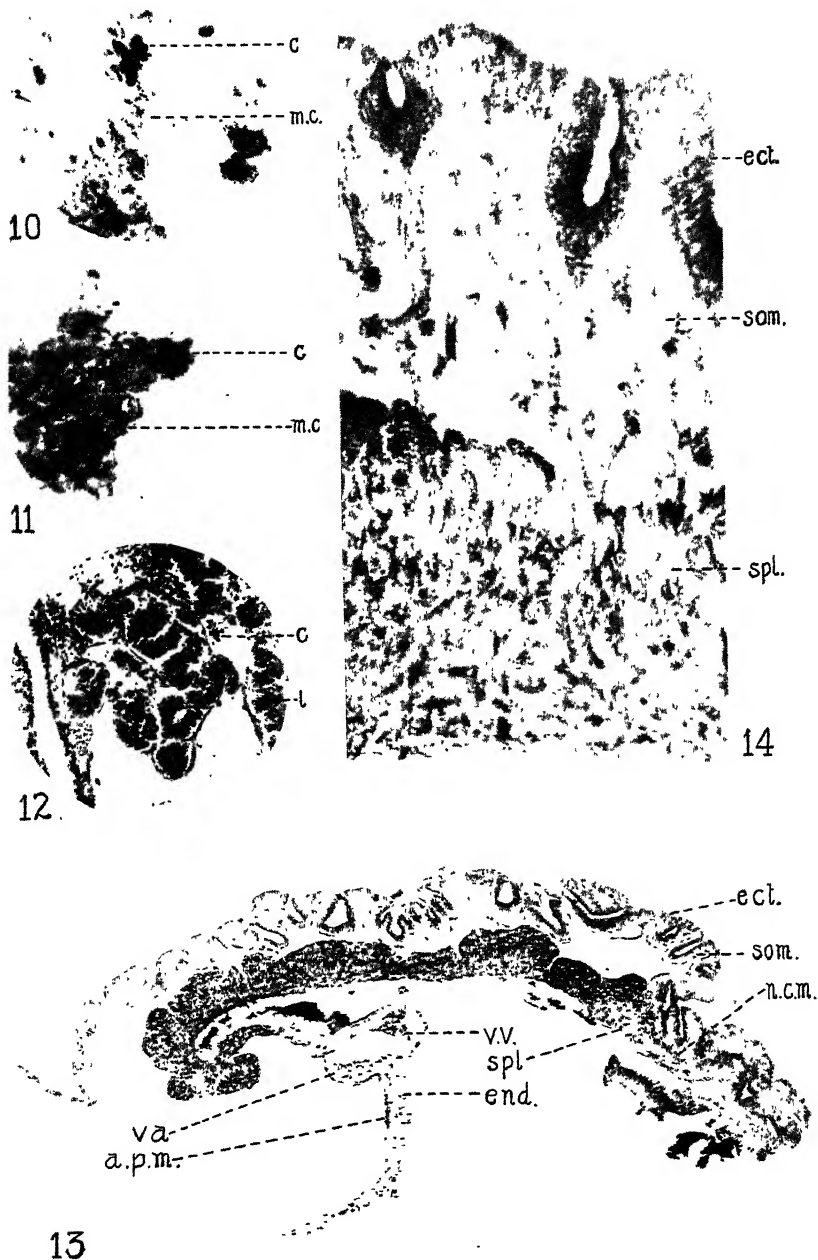 c
m.c.
10
c
m.c
11
c
l
12.
ect.
som.
spl.
14
ect.
som.
n.c.m.
v.v.
spl
end.
va
a.p.m.
13